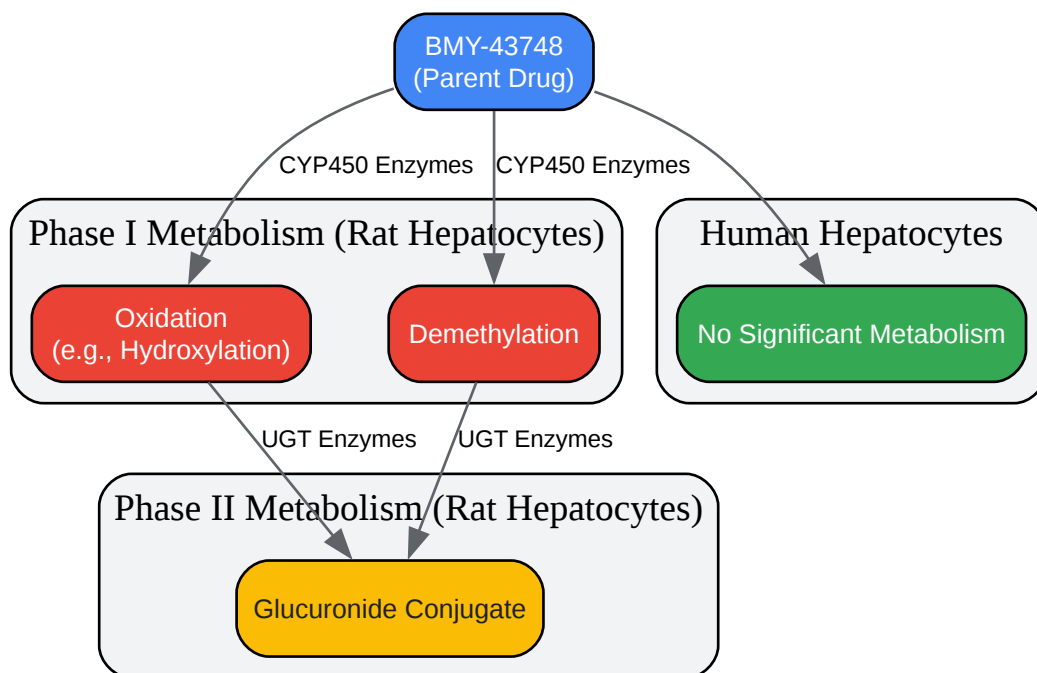 BMY-43748
(Parent Drug)
CYP450 Enzymes
CYP450 Enzymes
Phase I Metabolism (Rat Hepatocytes)
Human Hepatocytes
Oxidation
(e.g., Hydroxylation)
Demethylation
No Significant Metabolism
UGT Enzymes
UGT Enzymes
Phase II Metabolism (Rat Hepatocytes)
Glucuronide Conjugate